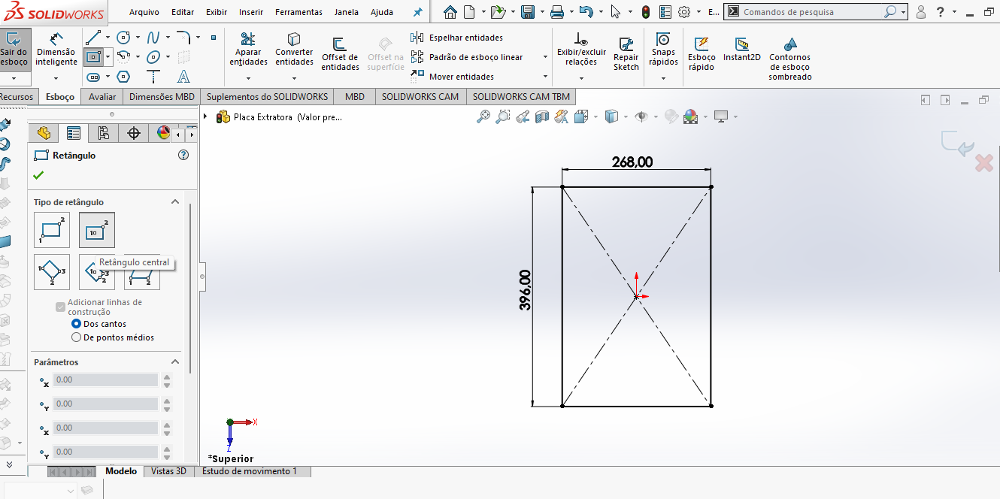 SOLIDWORKS
Arquivo Editar Exibir Inserir Ferramentas Janela Ajuda
E...
Comandos de pesquisa
?
Sair do esboço
Dimensão inteligente
Aparar entidades
Converter entidades
Offset de entidades
Offset na superfície
Espelhar entidades
Padrão de esboço linear
Mover entidades
Exibir/excluir relações
Repair Sketch
Snaps rápidos
Esboço rápido
Instant2D
Contornos de esboço sombreado
Recursos Esboço Avaliar Dimensões MBD Suplementos do SOLIDWORKS MBD SOLIDWORKS CAM SOLIDWORKS CAM TBM
Placa Extratora (Valor pre...
Retângulo
Tipo de retângulo
Retângulo central
Adicionar linhas de
construção
Dos cantos
De pontos médios
Parâmetros
X 0.00
Y 0.00
X 0.00
Y 0.00
268,00
396,00
X
Z
*Superior
Modelo Vistas 3D Estudo de movimento 1